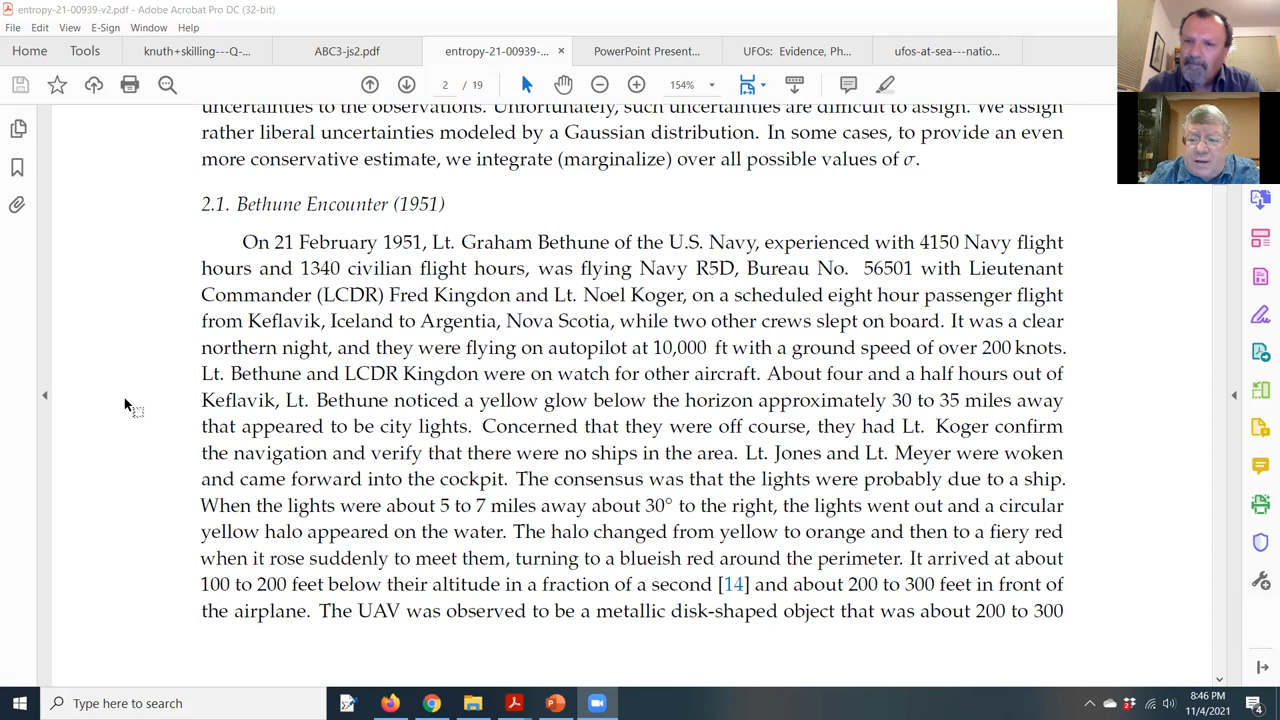 entropy-21-00939-v2.pdf - Adobe Acrobat Pro DC (32-bit)
File Edit View E-Sign Window Help
Home Tools knuth+skilling---Q-... ABC3-js2.pdf entropy-21-00939-... × PowerPoint Present... UFOs: Evidence, Ph... ufos-at-sea---natio...
2 / 19 154%
uncertainties to the observations. Unfortunately, such uncertainties are difficult to assign. We assign
rather liberal uncertainties modeled by a Gaussian distribution. In some cases, to provide an even
more conservative estimate, we integrate (marginalize) over all possible values of σ.
2.1. Bethune Encounter (1951)
On 21 February 1951, Lt. Graham Bethune of the U.S. Navy, experienced with 4150 Navy flight
hours and 1340 civilian flight hours, was flying Navy R5D, Bureau No. 56501 with Lieutenant
Commander (LCDR) Fred Kingdon and Lt. Noel Koger, on a scheduled eight hour passenger flight
from Keflavik, Iceland to Argentia, Nova Scotia, while two other crews slept on board. It was a clear
northern night, and they were flying on autopilot at 10,000 ft with a ground speed of over 200 knots.
Lt. Bethune and LCDR Kingdon were on watch for other aircraft. About four and a half hours out of
Keflavik, Lt. Bethune noticed a yellow glow below the horizon approximately 30 to 35 miles away
that appeared to be city lights. Concerned that they were off course, they had Lt. Koger confirm
the navigation and verify that there were no ships in the area. Lt. Jones and Lt. Meyer were woken
and came forward into the cockpit. The consensus was that the lights were probably due to a ship.
When the lights were about 5 to 7 miles away about 30° to the right, the lights went out and a circular
yellow halo appeared on the water. The halo changed from yellow to orange and then to a fiery red
when it rose suddenly to meet them, turning to a blueish red around the perimeter. It arrived at about
100 to 200 feet below their altitude in a fraction of a second [14] and about 200 to 300 feet in front of
the airplane. The UAV was observed to be a metallic disk-shaped object that was about 200 to 300
Type here to search
8:46 PM
11/4/2021
4